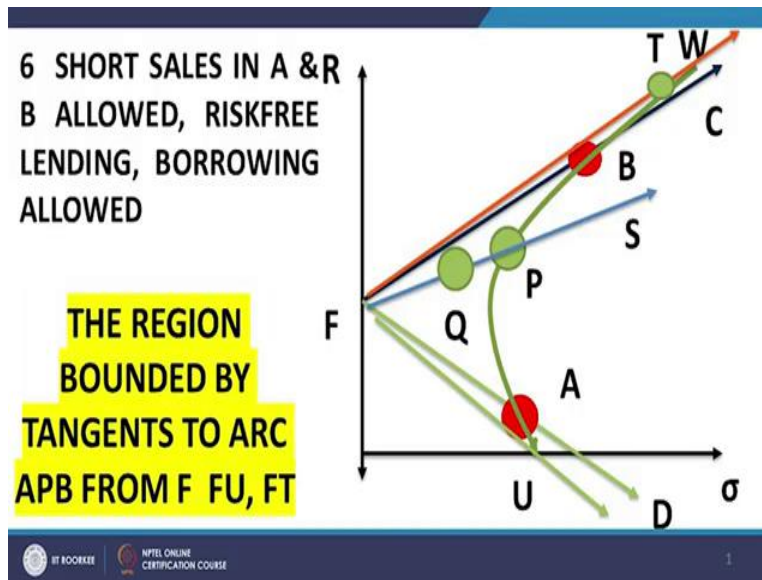 6 SHORT SALES IN A &
B ALLOWED, RISKFREE
LENDING, BORROWING
ALLOWED
THE REGION
BOUNDED BY
TANGENTS TO ARC
APB FROM F FU, FT
R
T W
C
B
S
P
F
Q
A
U
D
σ
IIT ROORKEE
NPTEL ONLINE
CERTIFICATION COURSE
1